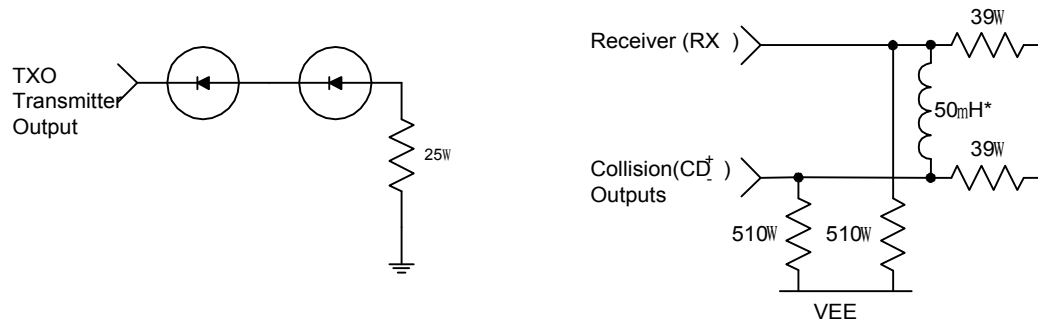 TXO
Transmitter
Output
25W
Receiver (RX )
39W
50mH*
39W
Collision(CD+- )
Outputs
510W
510W
VEE